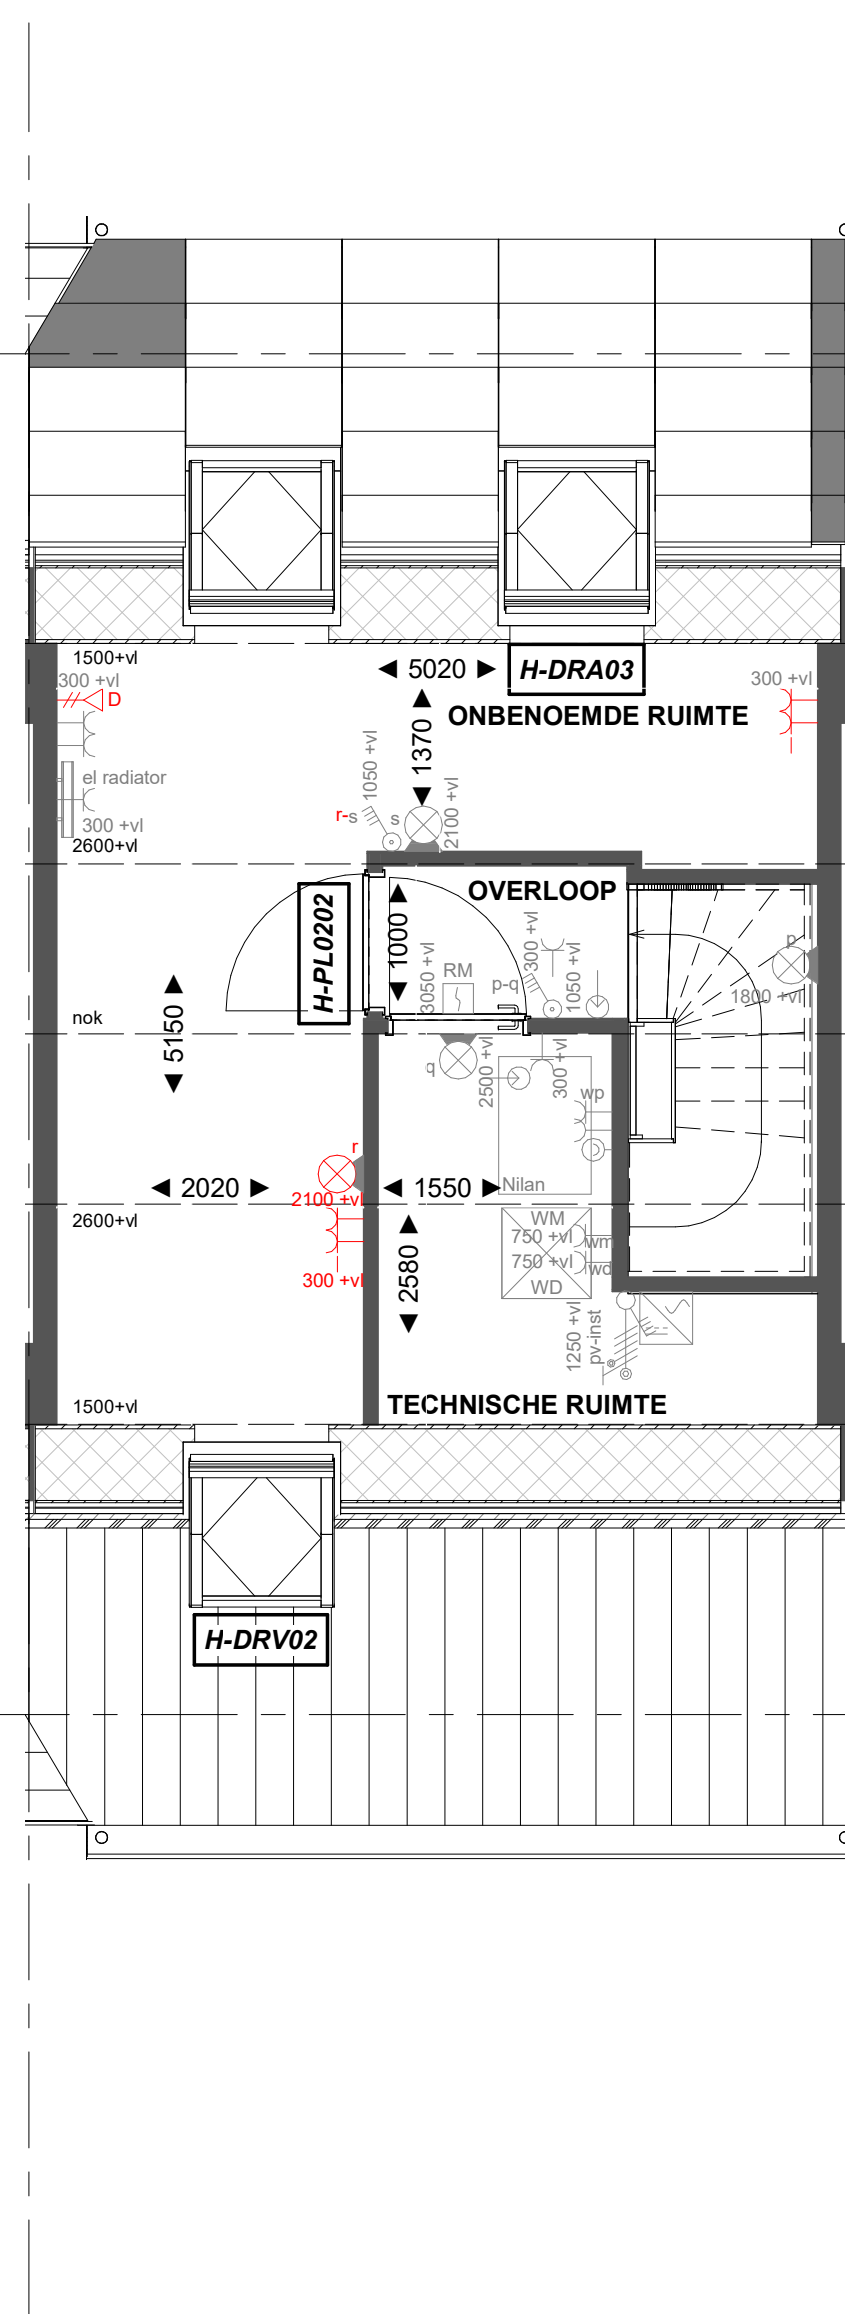 1500+vl
300 +vl
D
el radiator
300 +vl
2600+vl
5020
H-DRA03
300 +vl
ONBENOEMDE RUIMTE
1370
1050 +vl
r-s
s
2100 +vl
H-PL0202
1000
OVERLOOP
3050 +vl
RM
p-q
300 +vl
1050 +vl
p
1800 +vl
nok
5150
q
2500 +vl
300 +vl
wp
Nilan
r
2100 +vl
2020
1550
2600+vl
300 +vl
2580
WM
750 +vl
wm
750 +vl
wd
WD
1250 +vl
pv-inst
1500+vl
TECHNISCHE RUIMTE
H-DRV02